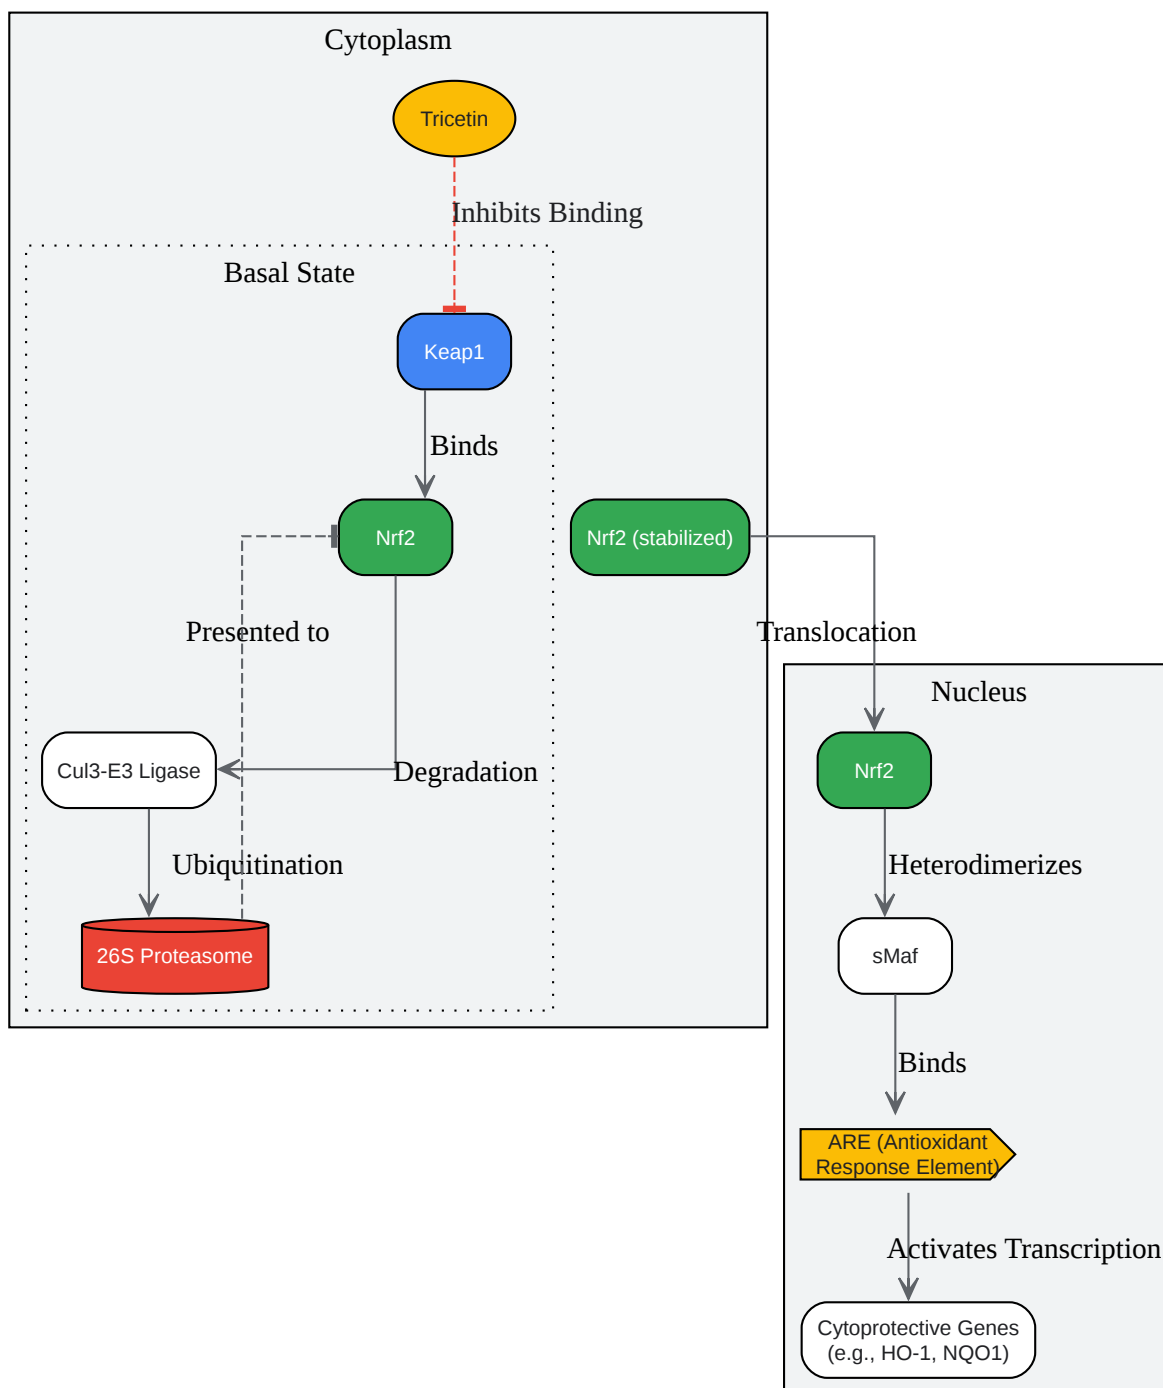 Cytoplasm
Tricetin
Inhibits Binding
Basal State
Keap1
Binds
Nrf2
Nrf2 (stabilized)
Presented to
Translocation
Nucleus
Cul3-E3 Ligase
Degradation
Nrf2
Ubiquitination
Heterodimerizes
26S Proteasome
sMaf
Binds
ARE (Antioxidant
Response Element)
Activates Transcription
Cytoprotective Genes
(e.g., HO-1, NQO1)